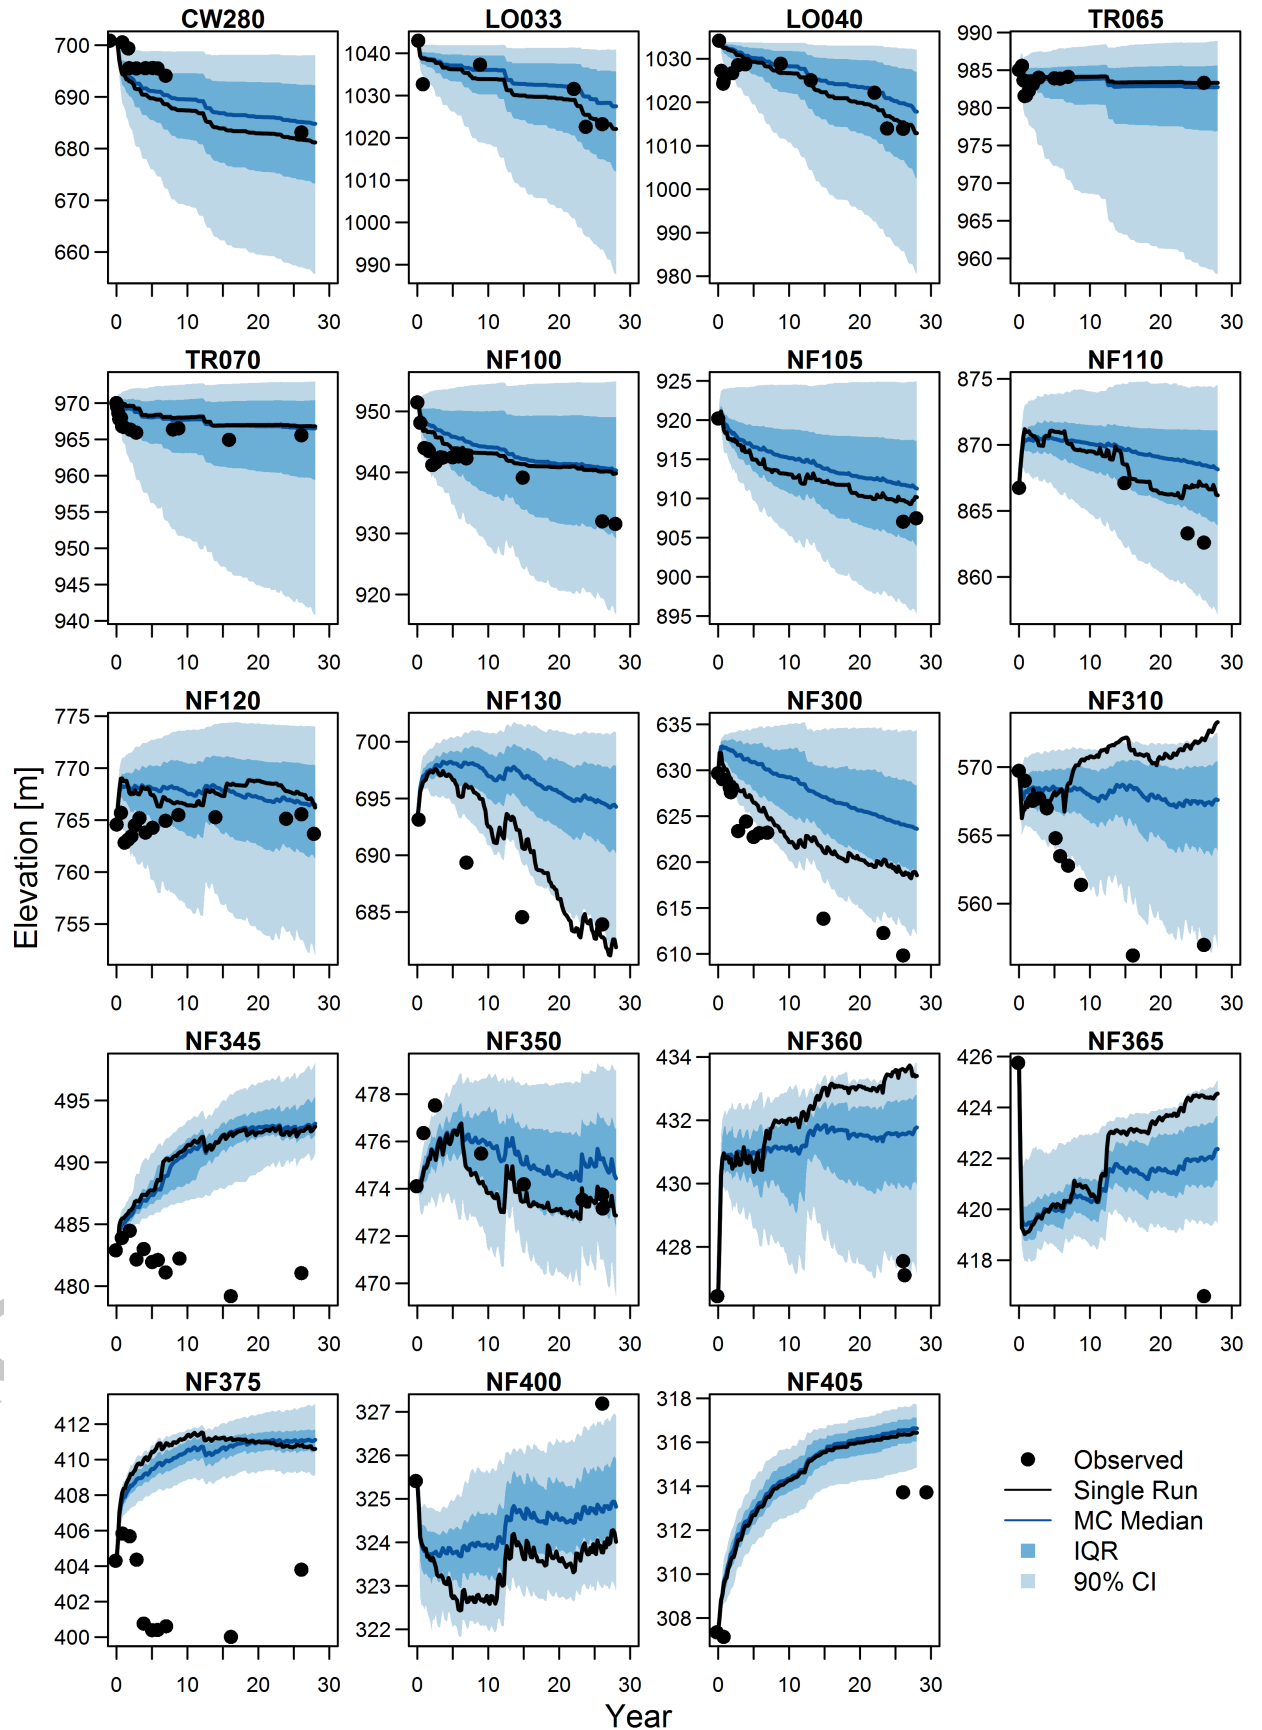 CW280 LO033 LO040 TR065
700 690 680 670 660
1040 1030 1020 1010 1000 990
1030 1020 1010 1000 990 980
990 985 980 975 970 965 960
0 10 20 30 0 10 20 30 0 10 20 30 0 10 20 30
TR070 NF100 NF105 NF110
970 965 960 955 950 945 940
950 940 930 920
925 920 915 910 905 900 895
875 870 865 860
0 10 20 30 0 10 20 30 0 10 20 30 0 10 20 30
NF120 NF130 NF300 NF310
775 770 765 760 755
700 695 690 685
635 630 625 620 615 610
570 565 560
0 10 20 30 0 10 20 30 0 10 20 30 0 10 20 30
Elevation [m]
NF345 NF350 NF360 NF365
495 490 485 480
478 476 474 472 470
434 432 430 428
426 424 422 420 418
0 10 20 30 0 10 20 30 0 10 20 30 0 10 20 30
NF375 NF400 NF405
412 410 408 406 404 402 400
327 326 325 324 323 322
318 316 314 312 310 308
0 10 20 30 0 10 20 30 0 10 20 30
Observed
Single Run
MC Median
IQR
90% CI
Year